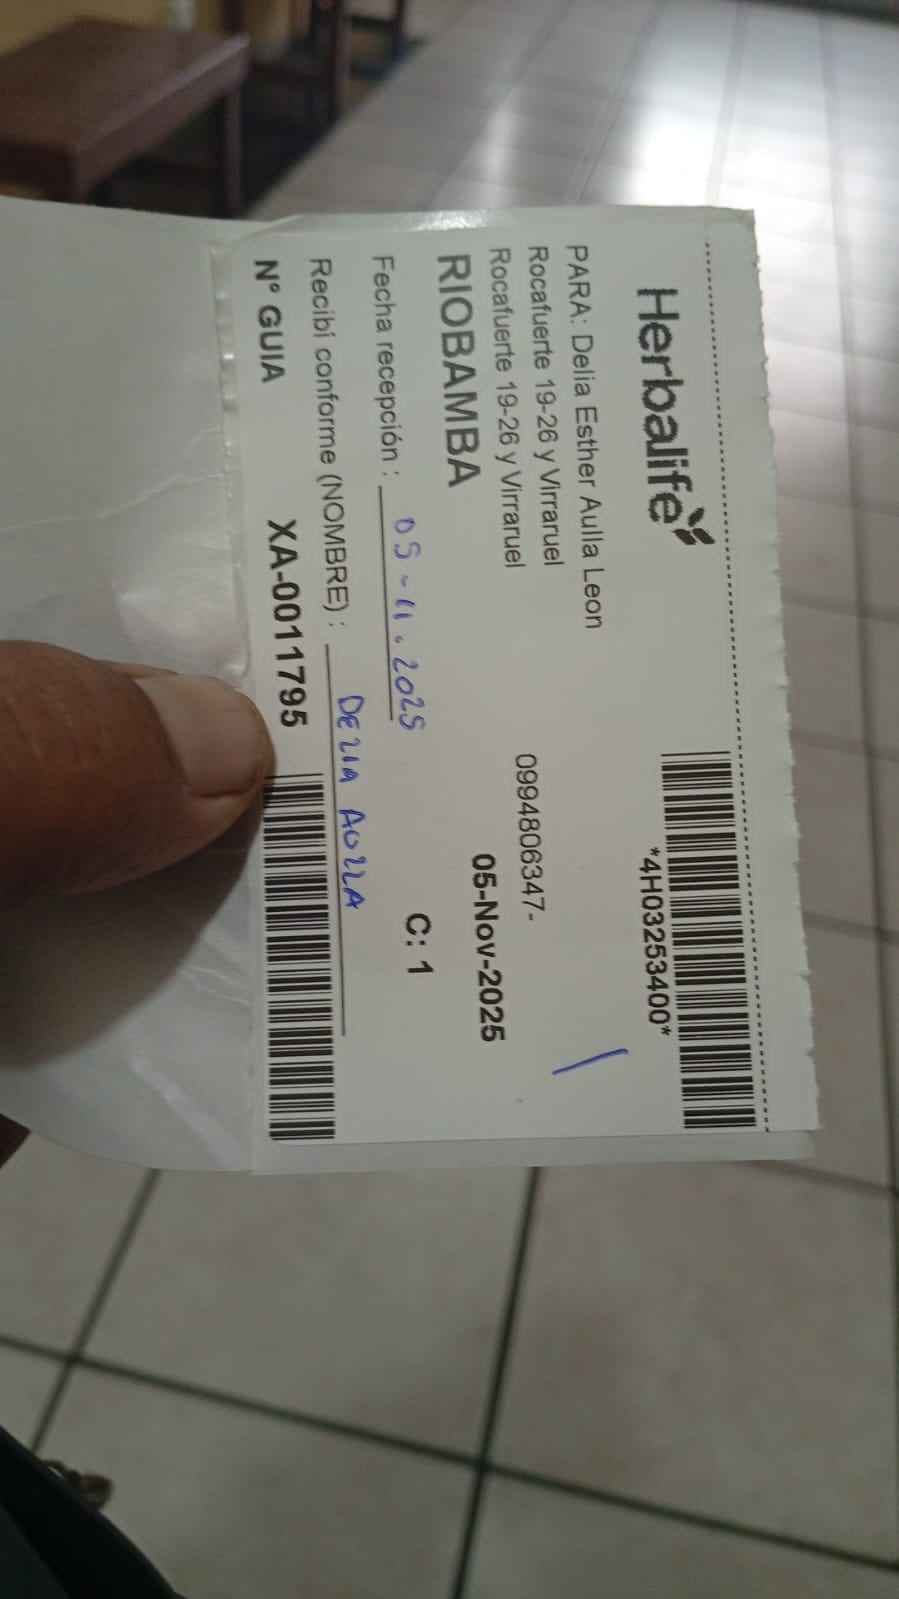 Herbalife
*4H03253400*
PARA: Delia Esther Aulla Leon
Rocafuerte 19-26 y Virraruel
0994806347-
Rocafuerte 19-26 y Virraruel
RIOBAMBA
05-Nov-2025
Fecha recepción : 05-11.2025
C: 1
Recibí conforme (NOMBRE) : DELIA AULLA
Nº GUIA XA-0011795